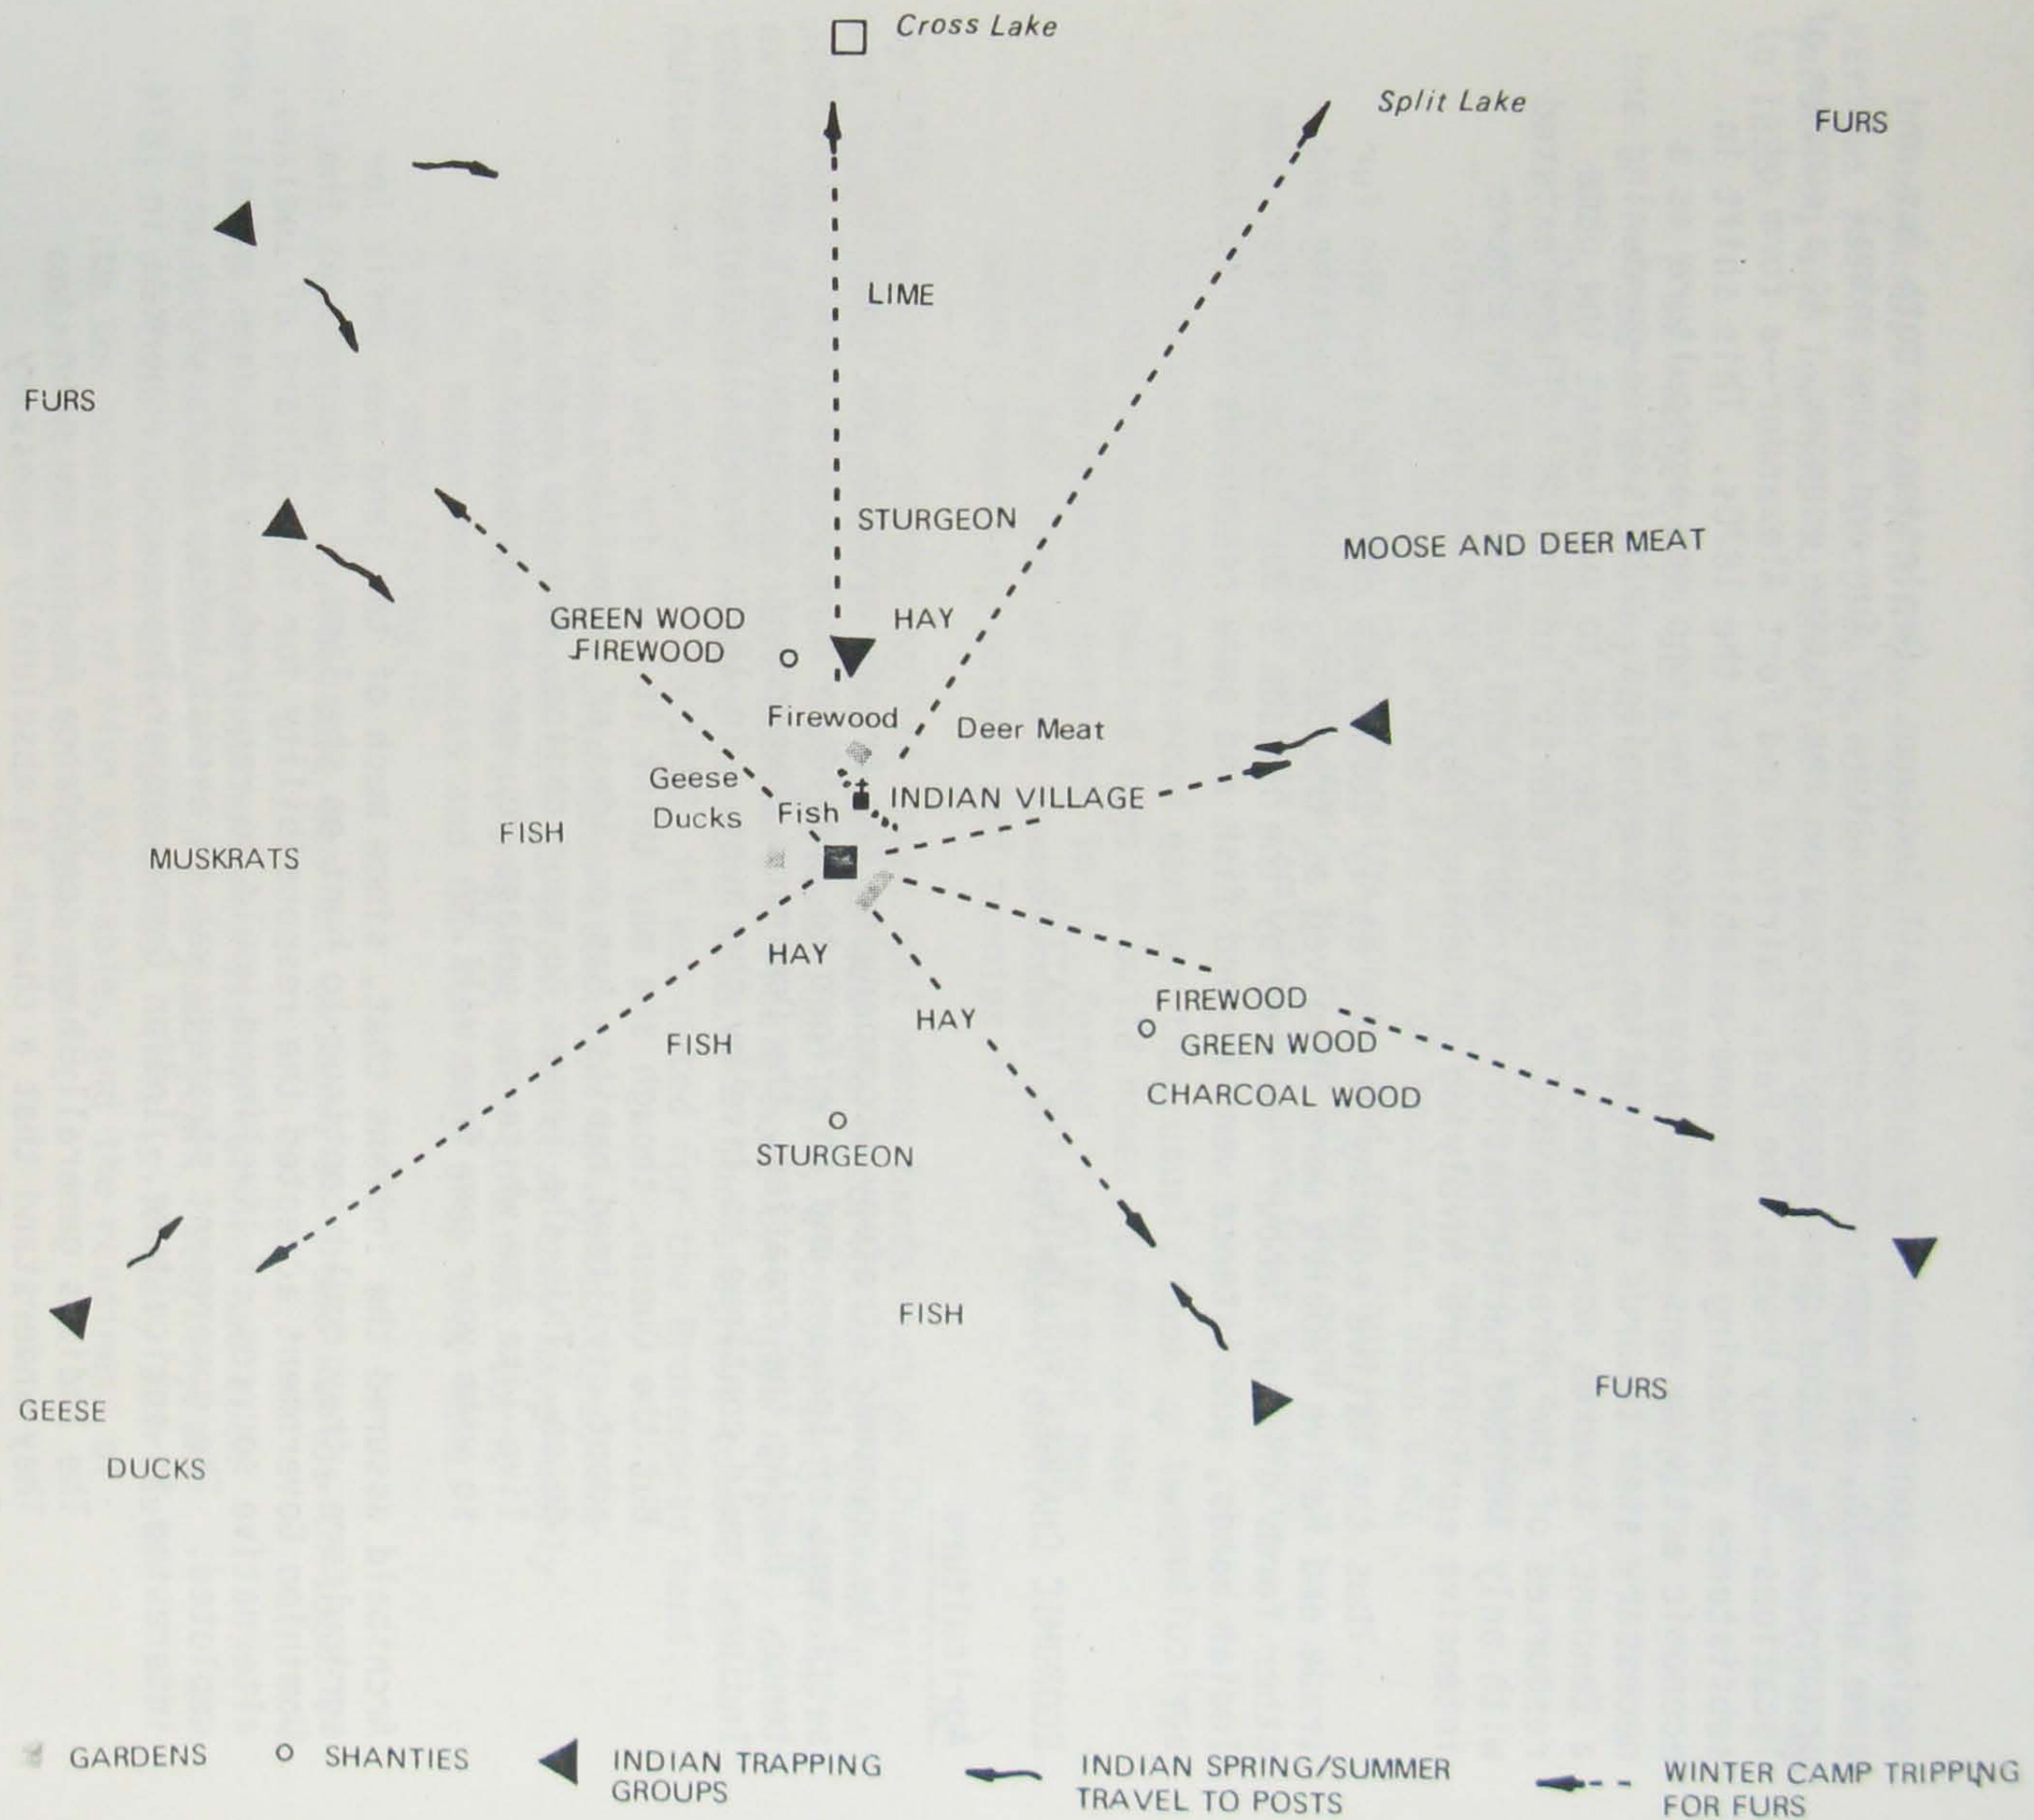 Cross Lake
Split Lake
FURS
LIME
FURS
STURGEON
MOOSE AND DEER MEAT
GREEN WOOD
HAY
FIREWOOD
Firewood
Deer Meat
Geese
INDIAN VILLAGE
Ducks
Fish
FISH
MUSKRATS
HAY
FIREWOOD
HAY
FISH
GREEN WOOD
CHARCOAL WOOD
STURGEON
FISH
FURS
GEESE
DUCKS
GARDENS
SHANTIES
INDIAN TRAPPING
GROUPS
INDIAN SPRING/SUMMER
TRAVEL TO POSTS
WINTER CAMP TRIPPING
FOR FURS